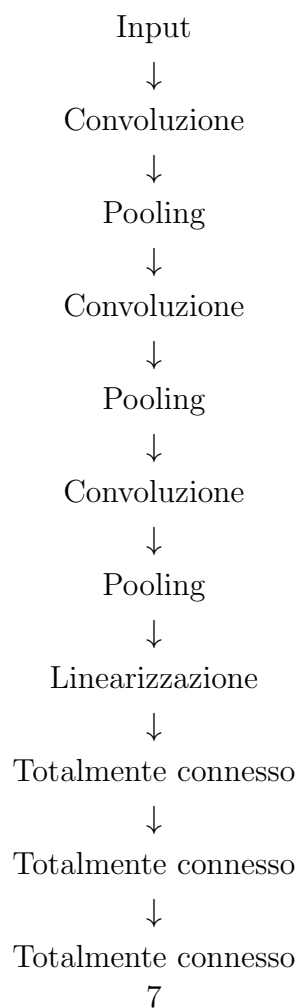 Input
↓
Convoluzione
↓
Pooling
↓
Convoluzione
↓
Pooling
↓
Convoluzione
↓
Pooling
↓
Linearizzazione
↓
Totalmente connesso
↓
Totalmente connesso
↓
Totalmente connesso
7